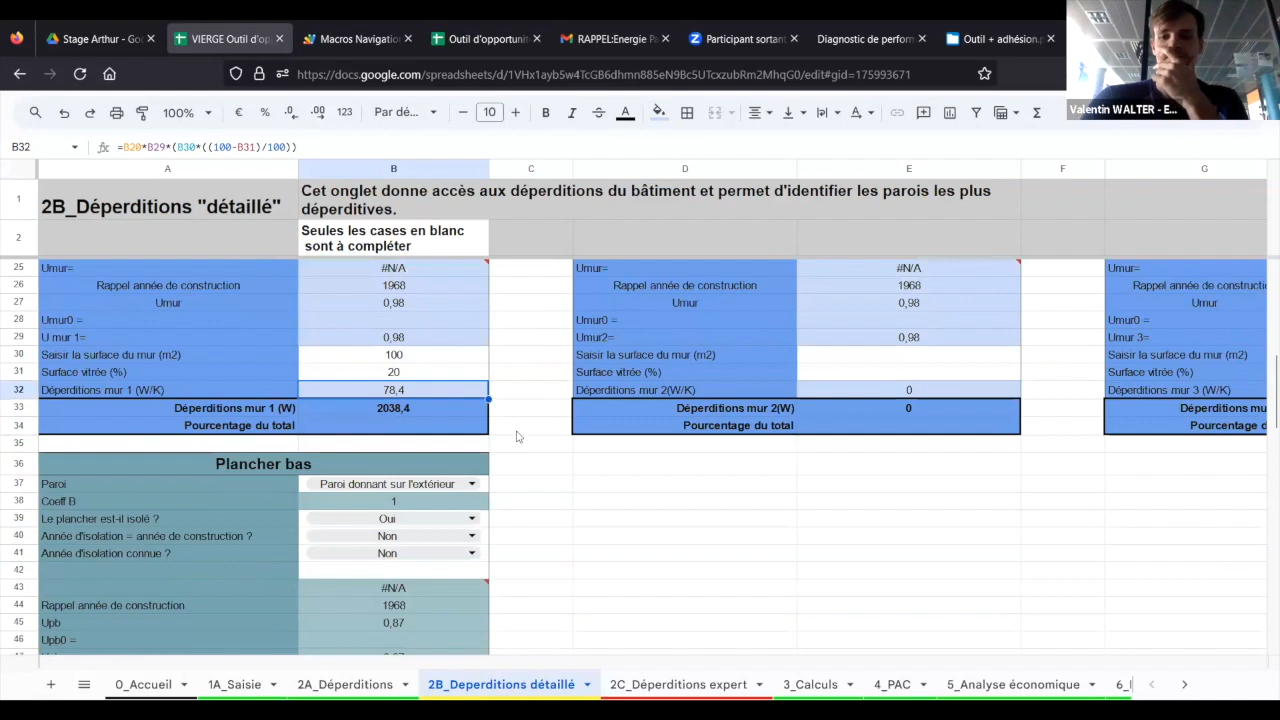 Stage Arthur - Goo
VIERGE Outil d'op
Macros Navigation
Outil d'opportunit
RAPPEL:Energie Pa
Participant sortant
Diagnostic de perform
Outil + adhésion.p
https://docs.google.com/spreadsheets/d/1VHx1ayb5w4TcGB6dhmn885eN9Bc5UTcxzubRm2MhqG0/edit#gid=175993671
Valentin WALTER - E...
100% € % .0 .00 123 Par dé... 10 B I S A Σ
B32 fx =B20*B29*(B30*((100-B31)/100))
A B C D E F G
1 2B_Déperditions "détaillé" Cet onglet donne accès aux déperditions du bâtiment et permet d'identifier les parois les plus
déperditives.
2 Seules les cases en blanc
sont à compléter
25 Umur= #N/A Umur= #N/A Umur=
26 Rappel année de construction 1968 Rappel année de construction 1968 Rappel année de constructio
27 Umur 0,98 Umur 0,98 Umur
28 Umur0 = Umur0 = Umur0 =
29 U mur 1= 0,98 Umur2= 0,98 Umur 3=
30 Saisir la surface du mur (m2) 100 Saisir la surface du mur (m2) Saisir la surface du mur (m2)
31 Surface vitrée (%) 20 Surface vitrée (%) Surface vitrée (%)
32 Déperditions mur 1 (W/K) 78,4 Déperditions mur 2(W/K) 0 Déperditions mur 3 (W/K)
33 Déperditions mur 1 (W) 2038,4 Déperditions mur 2(W) 0 Déperditions mu
34 Pourcentage du total Pourcentage du total Pourcentage d
35
36 Plancher bas
37 Paroi Paroi donnant sur l'extérieur
38 Coeff B 1
39 Le plancher est-il isolé ? Oui
40 Année d'isolation = année de construction ? Non
41 Année d'isolation connue ? Non
42
43 #N/A
44 Rappel année de construction 1968
45 Upb 0,87
46 Upb0 =
0_Accueil 1A_Saisie 2A_Déperditions 2B_Deperditions détaillé 2C_Déperditions expert 3_Calculs 4_PAC 5_Analyse économique 6_I